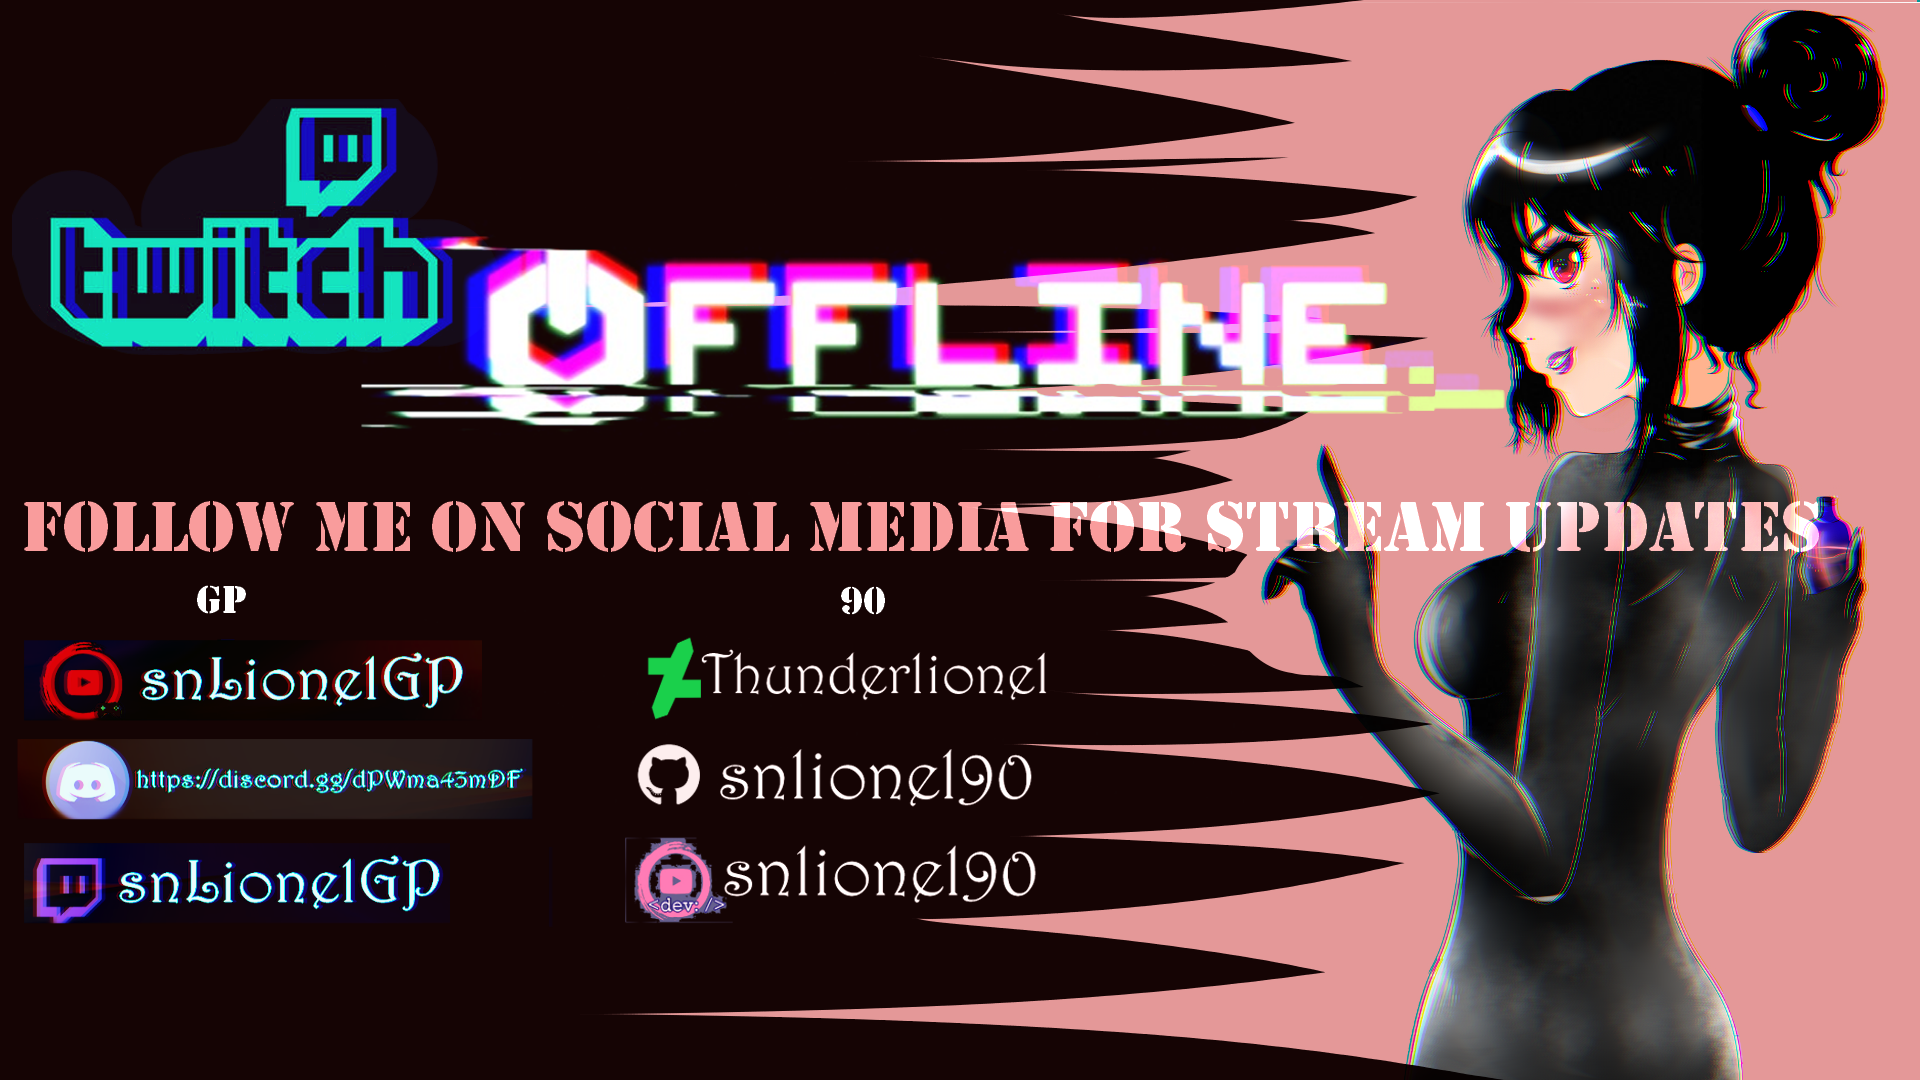 twitch
OFFLINE
FOLLOW ME ON SOCIAL MEDIA FOR STREAM UPDATES
GP
snLionelGP
https://discord.gg/dPWma43mDF
snLionelGP
90
Thunderlionel
snlionel90
snlionel90
<dev: />